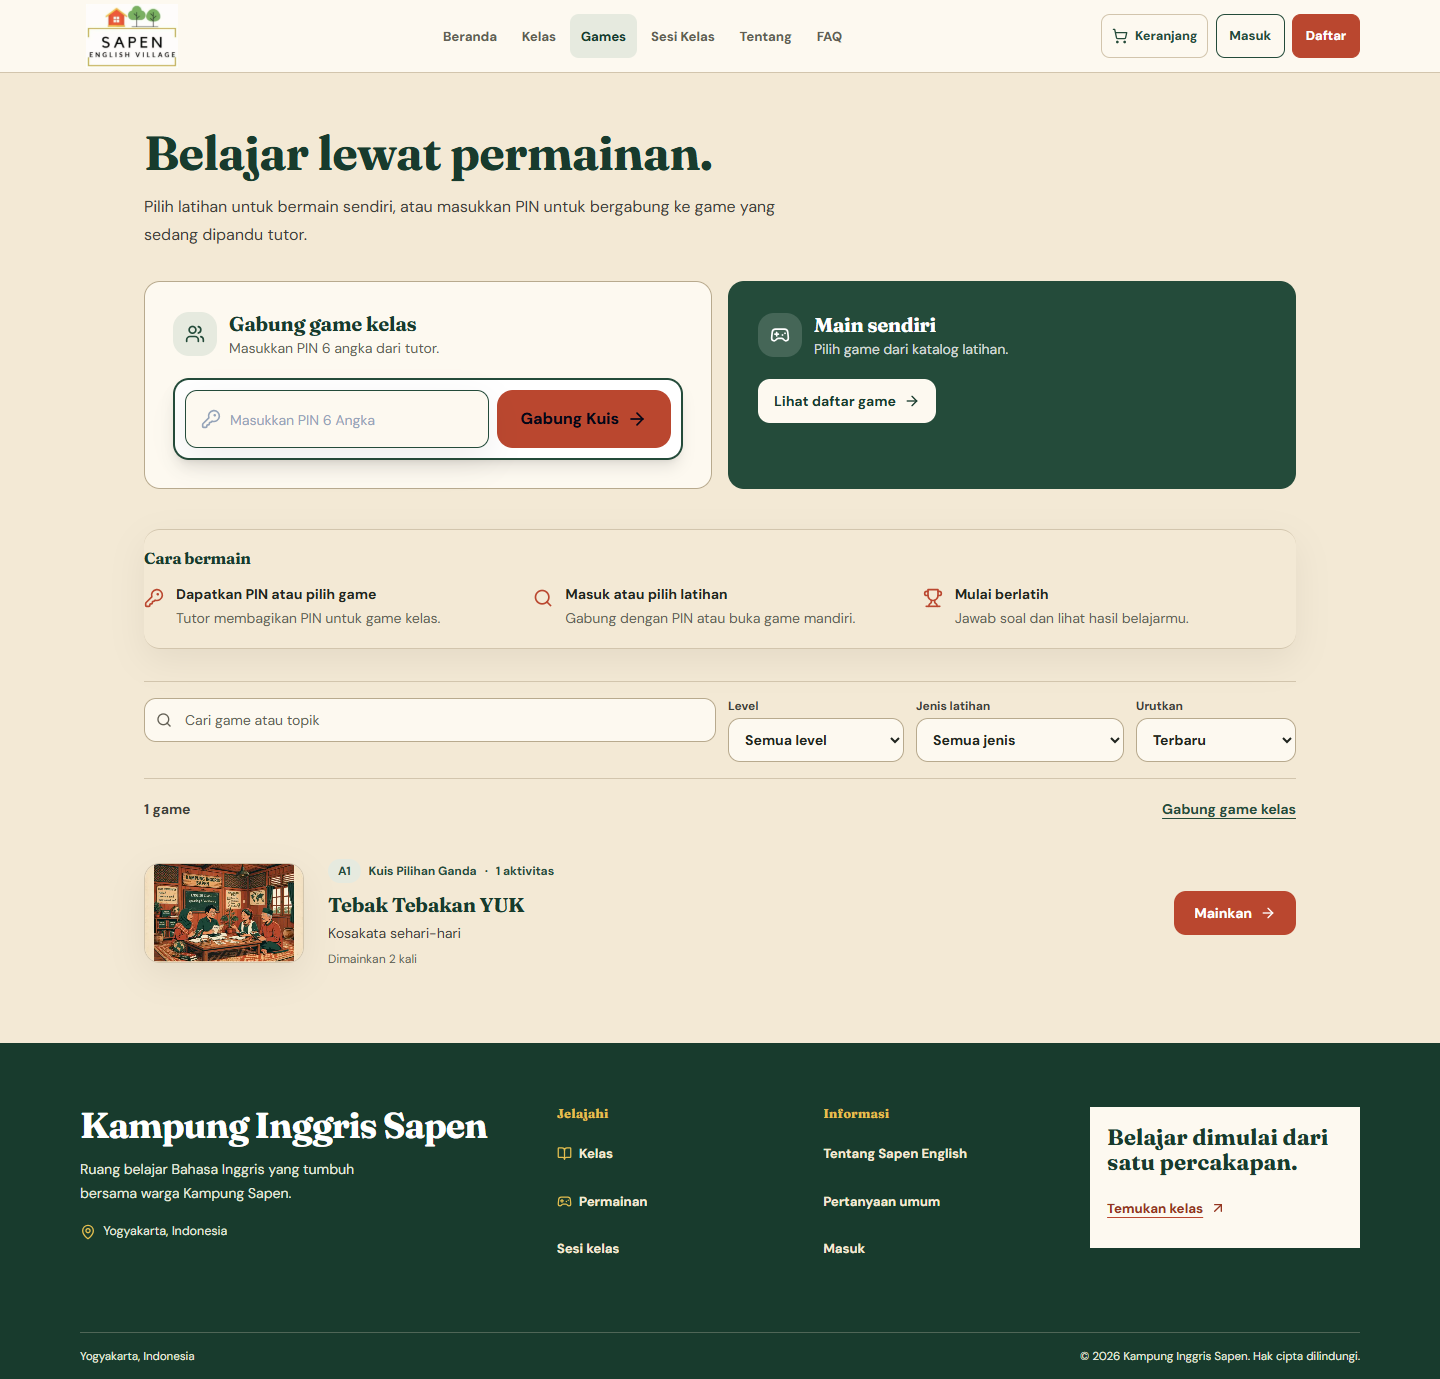 SAPEN
ENGLISH VILLAGE
Beranda
Kelas
Games
Sesi Kelas
Tentang
FAQ
Keranjang
Masuk
Daftar
Belajar lewat permainan.
Pilih latihan untuk bermain sendiri, atau masukkan PIN untuk bergabung ke game yang
sedang dipandu tutor.
Gabung game kelas
Masukkan PIN 6 angka dari tutor.
Masukkan PIN 6 Angka
Gabung Kuis
Main sendiri
Pilih game dari katalog latihan.
Lihat daftar game
Cara bermain
Dapatkan PIN atau pilih game
Tutor membagikan PIN untuk game kelas.
Masuk atau pilih latihan
Gabung dengan PIN atau buka game mandiri.
Mulai berlatih
Jawab soal dan lihat hasil belajarmu.
Cari game atau topik
Level
Semua level
Jenis latihan
Semua jenis
Urutkan
Terbaru
1 game
Gabung game kelas
KAMPUNG INGGRIS
SAPEN
A1 Kuis Pilihan Ganda · 1 aktivitas
Tebak Tebakan YUK
Kosakata sehari-hari
Dimainkan 2 kali
Mainkan
Kampung Inggris Sapen
Ruang belajar Bahasa Inggris yang tumbuh
bersama warga Kampung Sapen.
Yogyakarta, Indonesia
Jelajahi
Kelas
Permainan
Sesi kelas
Informasi
Tentang Sapen English
Pertanyaan umum
Masuk
Belajar dimulai dari
satu percakapan.
Temukan kelas
Yogyakarta, Indonesia
© 2026 Kampung Inggris Sapen. Hak cipta dilindungi.